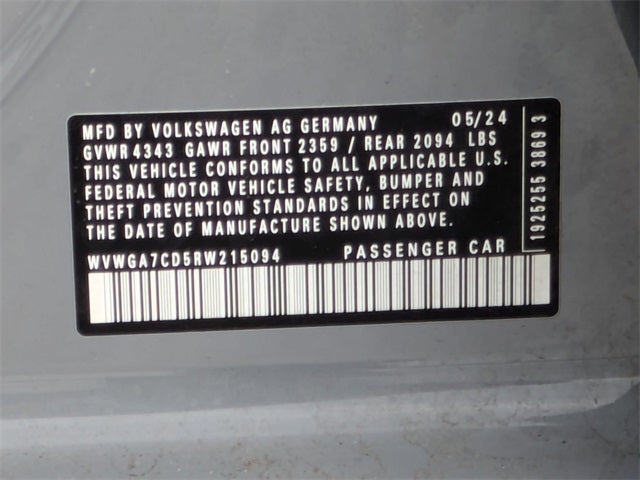 MFD BY VOLKSWAGEN AG GERMANY 05/24
GVWR 4343 GAWR FRONT 2359 / REAR 2094 LBS
THIS VEHICLE CONFORMS TO ALL APPLICABLE U.S.
FEDERAL MOTOR VEHICLE SAFETY, BUMPER AND
THEFT PREVENTION STANDARDS IN EFFECT ON
THE DATE OF MANUFACTURE SHOWN ABOVE.
WVWGA7CD5RW215094 PASSENGER CAR
1925255 3869 3